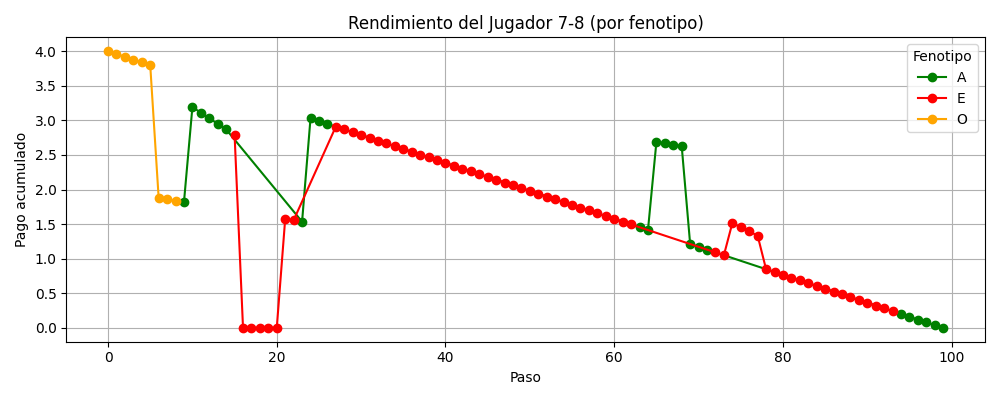 Rendimiento del Jugador 7-8 (por fenotipo)
Pago acumulado
4.0
3.5
3.0
2.5
2.0
1.5
1.0
0.5
0.0
Fenotipo
A
E
O
0 20 40 60 80 100
Paso